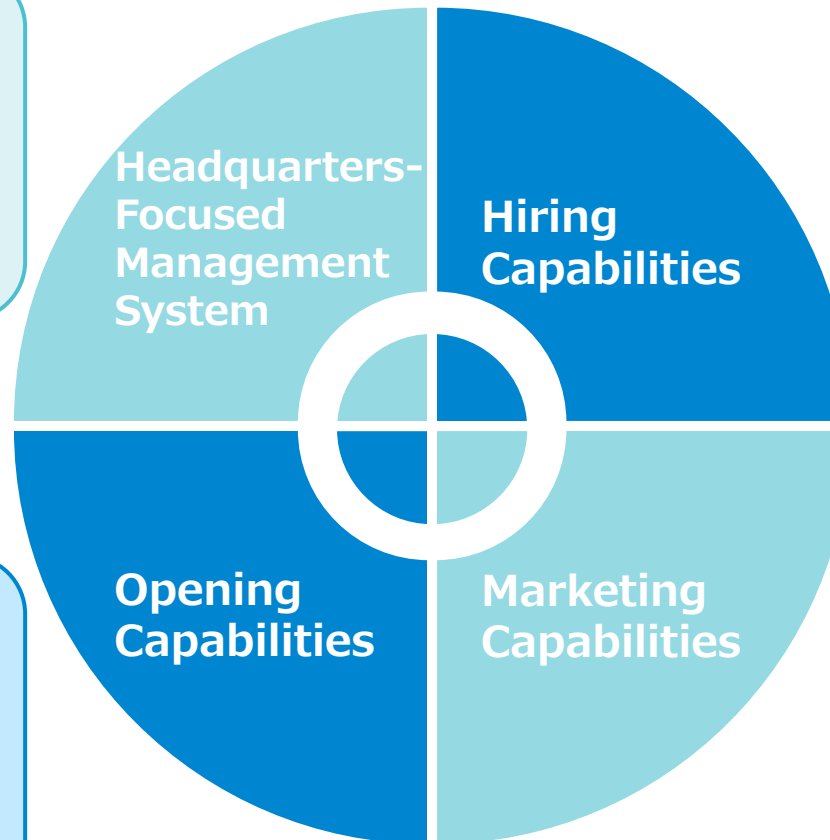 Headquarters-
Focused
Management
System
Hiring
Capabilities
Opening
Capabilities
Marketing
Capabilities